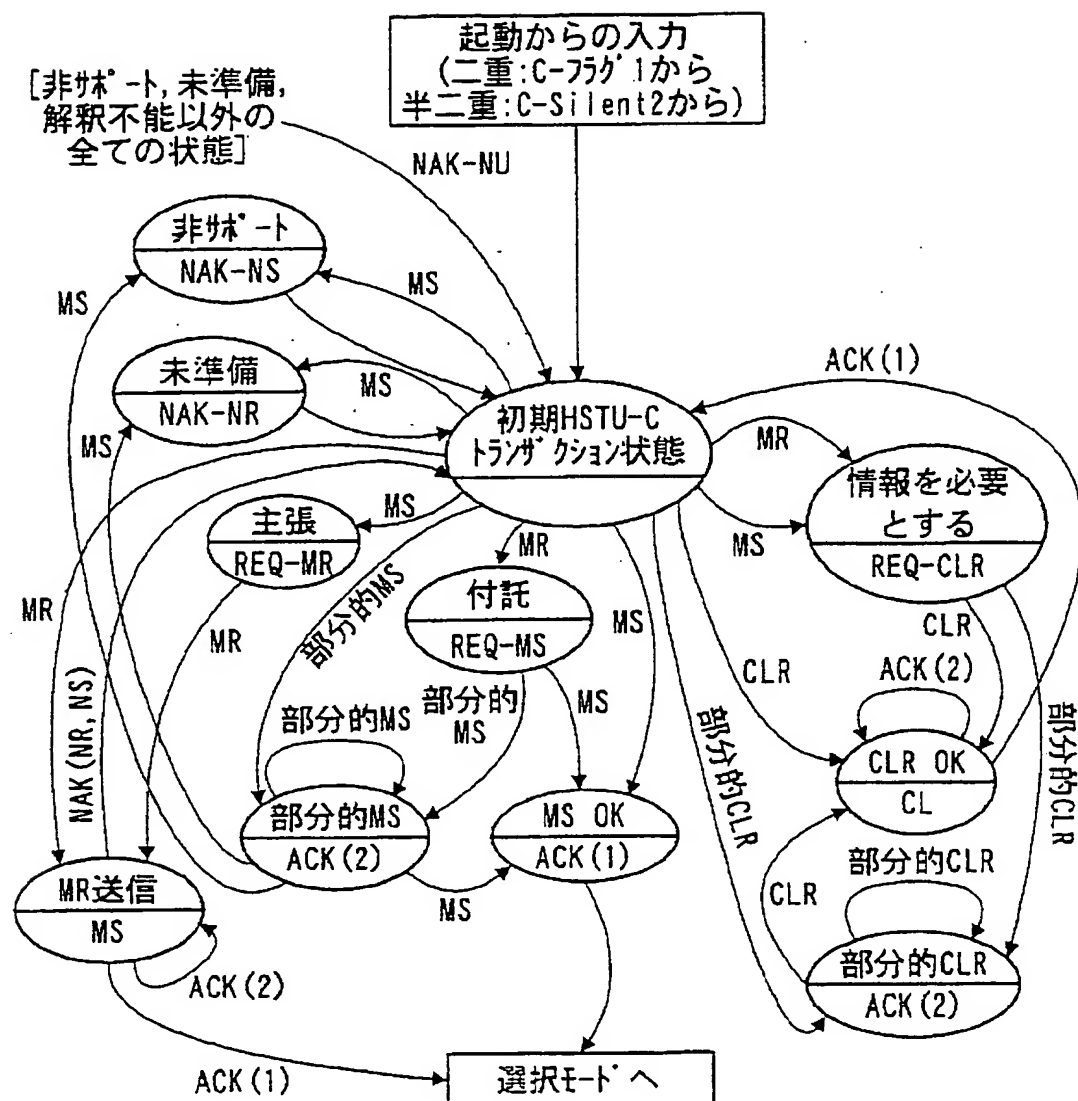 起動からの入力
(二重:C-フラグ1から
半二重:C-Silent2から)
[非サポート,未準備,
解釈不能以外の
全ての状態]
NAK-NU
非サポート
NAK-NS
MS
MS
未準備
NAK-NR
MS
MS
ACK(1)
初期HSTU-C
トランザクション状態
MR
情報を必要
とする
REQ-CLR
MS
主張
REQ-MR
MS
MR
付託
REQ-MS
MR
MR
部分的MS
MS
CLR
CLR
ACK(2)
NAK(NR,NS)
部分的MS
部分的
MS
MS
部分的CLR
部分的CLR
CLR OK
CL
部分的MS
ACK(2)
MS OK
ACK(1)
MS
CLR
部分的CLR
MR送信
MS
ACK(2)
部分的CLR
ACK(2)
ACK(1)
選択モードへ